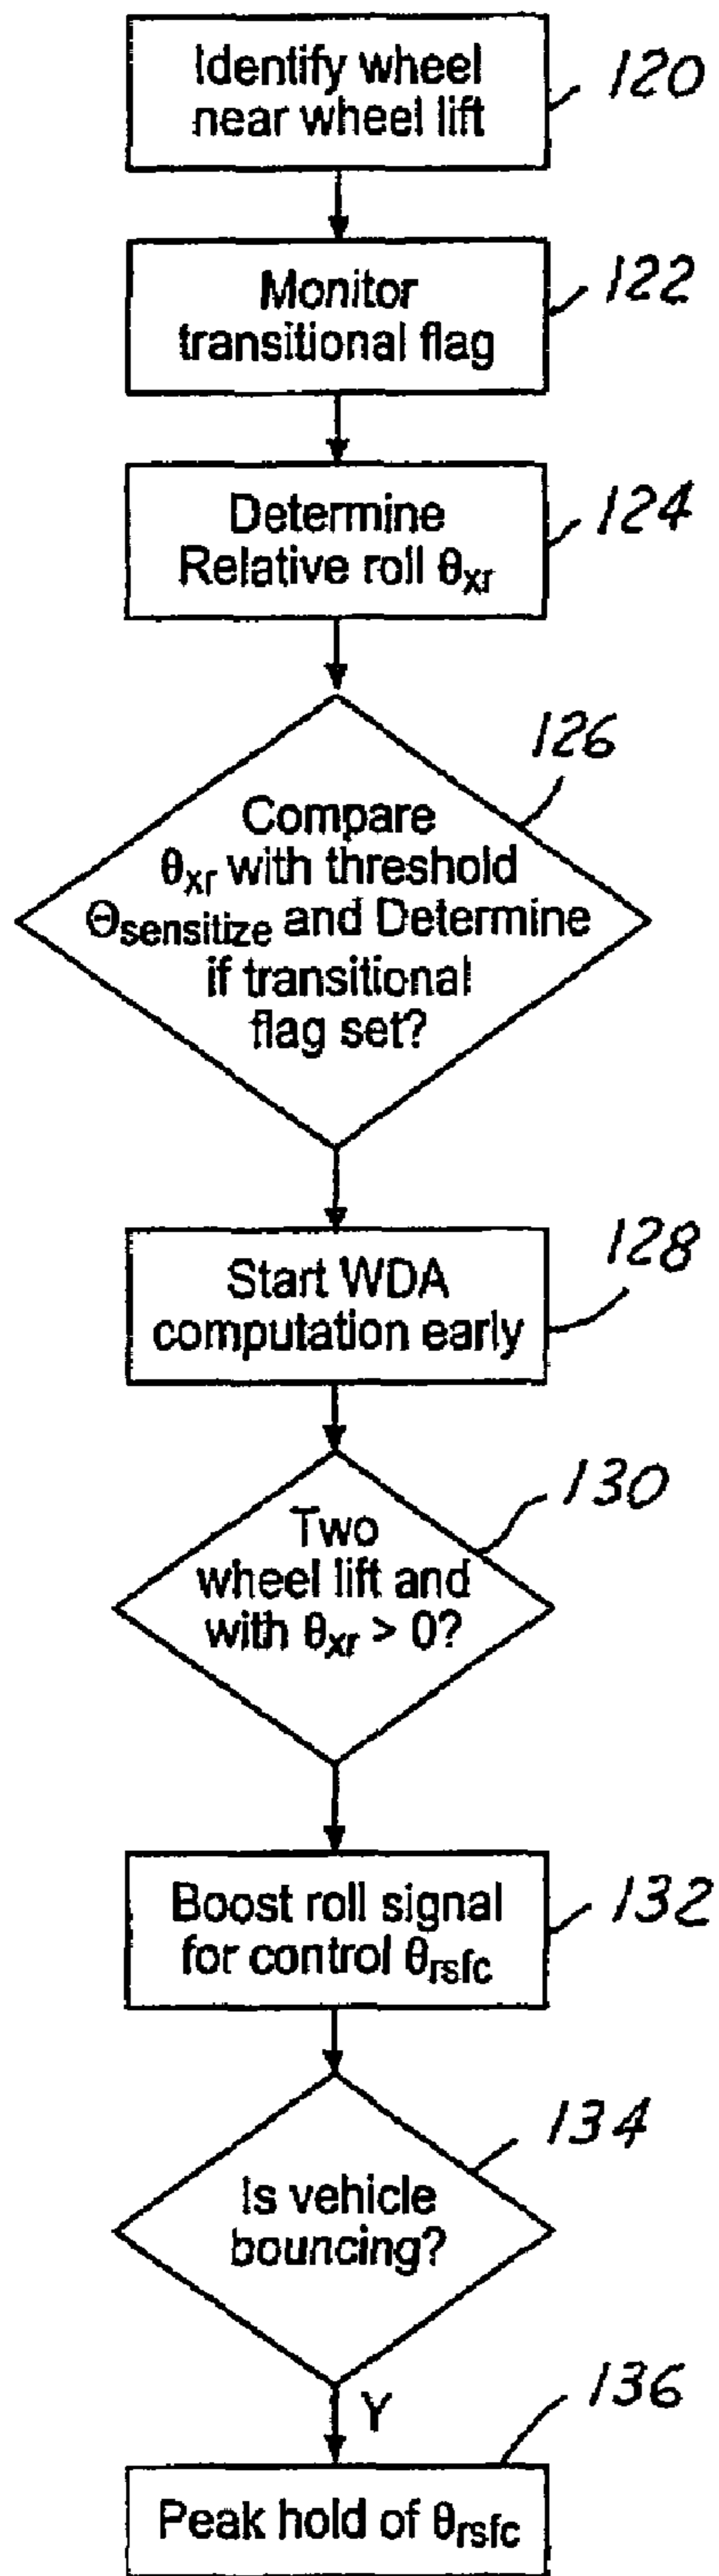 Identify wheel
near wheel lift
120
Monitor
transitional flag
122
Determine
Relative roll θxr
124
126
Compare
θxr with threshold
Θsensitize and Determine
if transitional
flag set?
Start WDA
computation early
128
130
Two
wheel lift and
with θxr > 0?
Boost roll signal
for control θrsfc
132
134
Is vehicle
bouncing?
Y
136
Peak hold of θrsfc